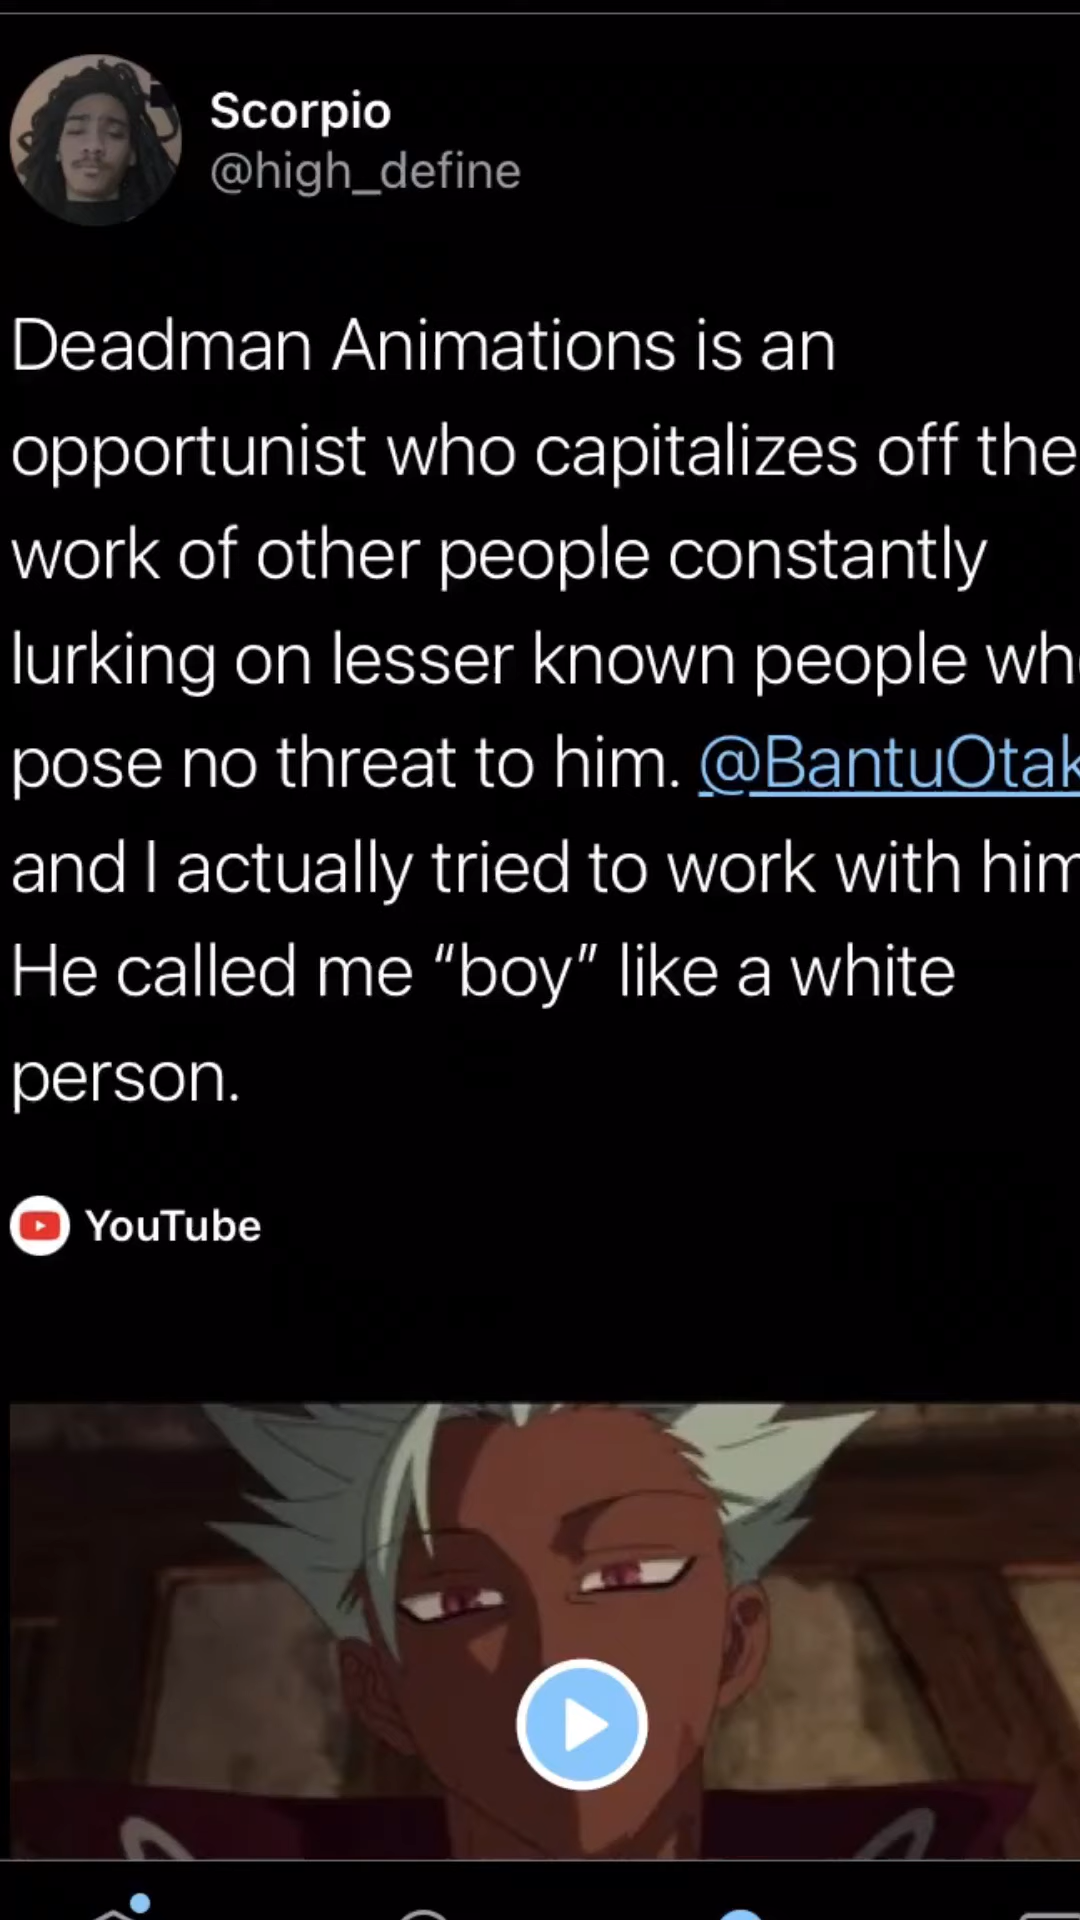 Scorpio
@high_define
Deadman Animations is an
opportunist who capitalizes off the
work of other people constantly
lurking on lesser known people
pose no threat to him.
and I actually tried to work with him
He called me “boy” like a white
person.
YouTube